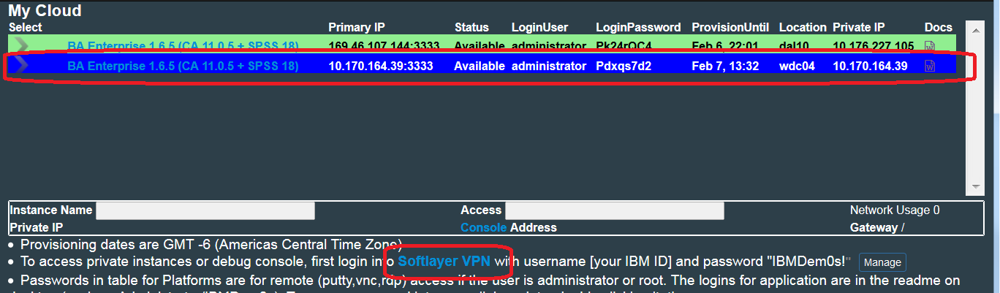 My Cloud
Select Primary IP Status LoginUser LoginPassword ProvisionUntil Location Private IP Docs
BA Enterprise 1.6.5 (CA 11.0.5 + SPSS 18) 169.46.107.144:3333 Available administrator Pk24rQC4 Feb 6, 22:01 dal10 10.176.227.105
BA Enterprise 1.6.5 (CA 11.0.5 + SPSS 18) 10.170.164.39:3333 Available administrator Pdxqs7d2 Feb 7, 13:32 wdc04 10.170.164.39
Instance Name Access Network Usage 0
Private IP Console Address Gateway /
• Provisioning dates are GMT -6 (Americas Central Time Zone)
• To access private instances or debug console, first login into Softlayer VPN with username [your IBM ID] and password "IBMDem0s!" Manage
• Passwords in table for Platforms are for remote (putty,vnc,rdp) access if the user is administrator or root. The logins for application are in the readme on